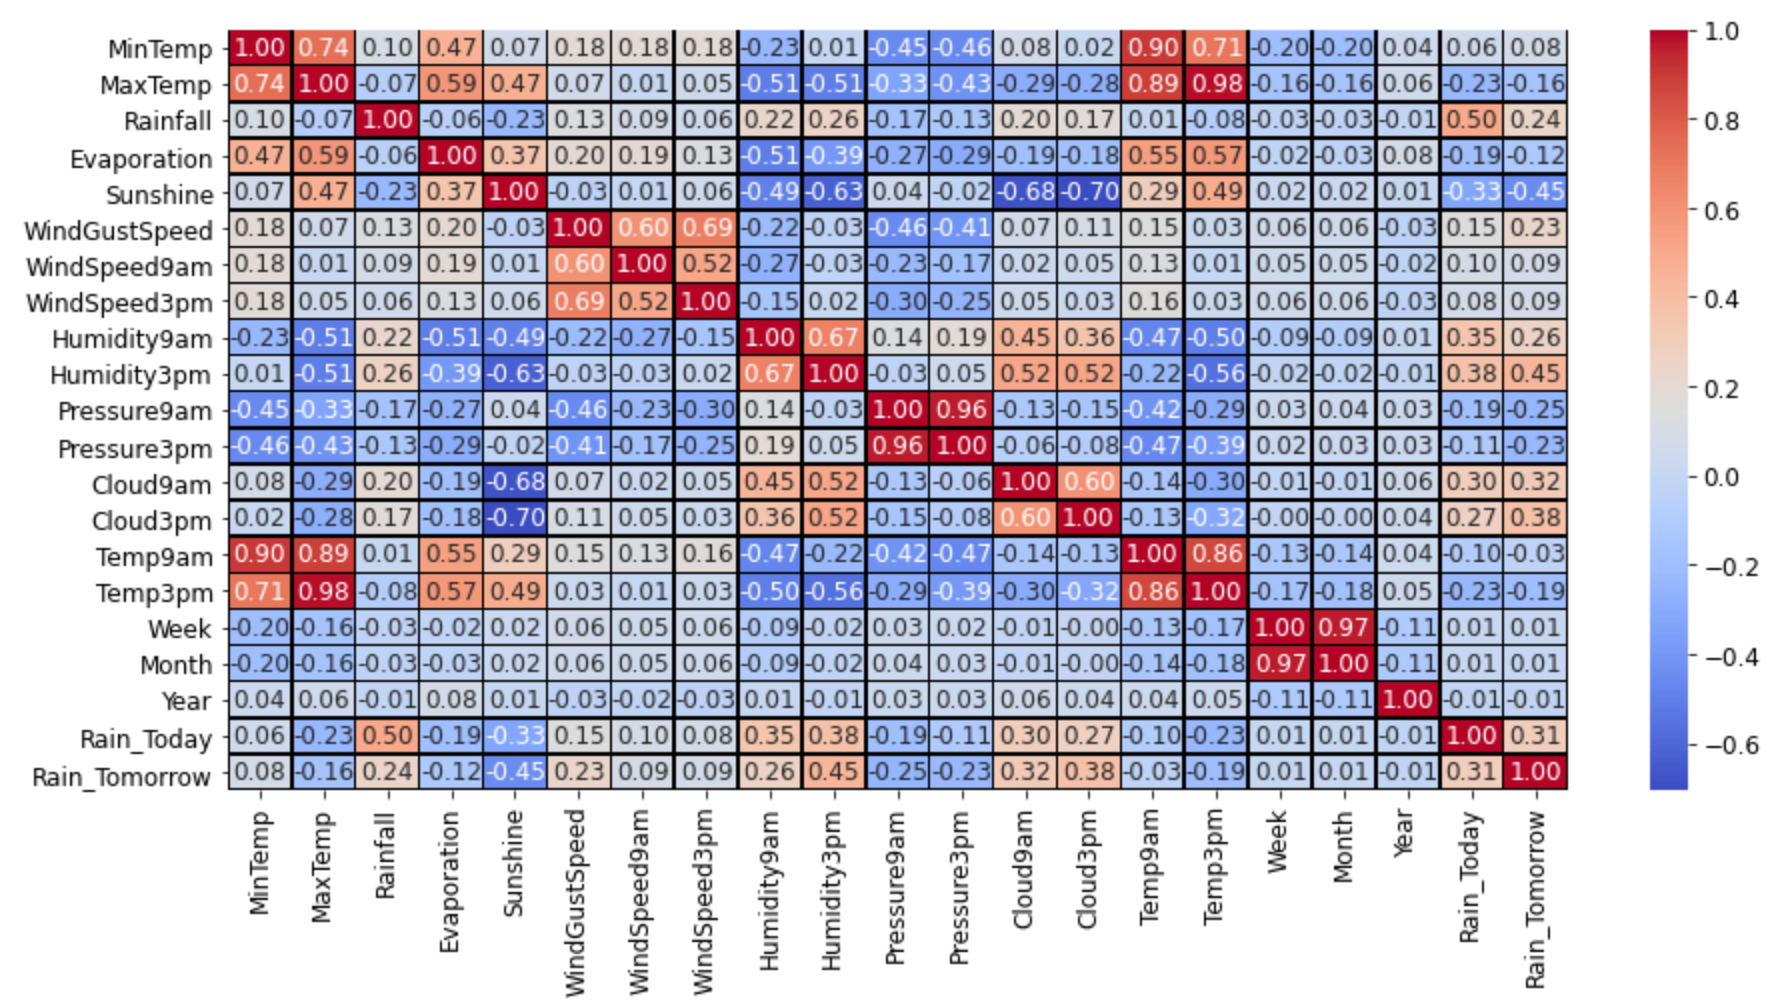 MinTemp 1.00 0.74 0.10 0.47 0.07 0.18 0.18 0.18 -0.23 0.01 -0.45 -0.46 0.08 0.02 0.90 0.71 -0.20 -0.20 0.04 0.06 0.08
MaxTemp 0.74 1.00 -0.07 0.59 0.47 0.07 0.01 0.05 -0.51 -0.51 -0.33 -0.43 -0.29 -0.28 0.89 0.98 -0.16 -0.16 0.06 -0.23 -0.16
Rainfall 0.10 -0.07 1.00 -0.06 -0.23 0.13 0.09 0.06 0.22 0.26 -0.17 -0.13 0.20 0.17 0.01 -0.08 -0.03 -0.03 -0.01 0.50 0.24
Evaporation 0.47 0.59 -0.06 1.00 0.37 0.20 0.19 0.13 -0.51 -0.39 -0.27 -0.29 -0.19 -0.18 0.55 0.57 -0.02 -0.03 0.08 -0.19 -0.12
Sunshine 0.07 0.47 -0.23 0.37 1.00 -0.03 0.01 0.06 -0.49 -0.63 0.04 -0.02 -0.68 -0.70 0.29 0.49 0.02 0.02 0.01 -0.33 -0.45
WindGustSpeed 0.18 0.07 0.13 0.20 -0.03 1.00 0.60 0.69 -0.22 -0.03 -0.46 -0.41 0.07 0.11 0.15 0.03 0.06 0.06 -0.03 0.15 0.23
WindSpeed9am 0.18 0.01 0.09 0.19 0.01 0.60 1.00 0.52 -0.27 -0.03 -0.23 -0.17 0.02 0.05 0.13 0.01 0.05 0.05 -0.02 0.10 0.09
WindSpeed3pm 0.18 0.05 0.06 0.13 0.06 0.69 0.52 1.00 -0.15 0.02 -0.30 -0.25 0.05 0.03 0.16 0.03 0.06 0.06 -0.03 0.08 0.09
Humidity9am -0.23 -0.51 0.22 -0.51 -0.49 -0.22 -0.27 -0.15 1.00 0.67 0.14 0.19 0.45 0.36 -0.47 -0.50 -0.09 -0.09 0.01 0.35 0.26
Humidity3pm 0.01 -0.51 0.26 -0.39 -0.63 -0.03 -0.03 0.02 0.67 1.00 -0.03 0.05 0.52 0.52 -0.22 -0.56 -0.02 -0.02 -0.01 0.38 0.45
Pressure9am -0.45 -0.33 -0.17 -0.27 0.04 -0.46 -0.23 -0.30 0.14 -0.03 1.00 0.96 -0.13 -0.15 -0.42 -0.29 0.03 0.04 0.03 -0.19 -0.25
Pressure3pm -0.46 -0.43 -0.13 -0.29 -0.02 -0.41 -0.17 -0.25 0.19 0.05 0.96 1.00 -0.06 -0.08 -0.47 -0.39 0.02 0.03 0.03 -0.11 -0.23
Cloud9am 0.08 -0.29 0.20 -0.19 -0.68 0.07 0.02 0.05 0.45 0.52 -0.13 -0.06 1.00 0.60 -0.14 -0.30 -0.01 -0.01 0.06 0.30 0.32
Cloud3pm 0.02 -0.28 0.17 -0.18 -0.70 0.11 0.05 0.03 0.36 0.52 -0.15 -0.08 0.60 1.00 -0.13 -0.32 -0.00 -0.00 0.04 0.27 0.38
Temp9am 0.90 0.89 0.01 0.55 0.29 0.15 0.13 0.16 -0.47 -0.22 -0.42 -0.47 -0.14 -0.13 1.00 0.86 -0.13 -0.14 0.04 -0.10 -0.03
Temp3pm 0.71 0.98 -0.08 0.57 0.49 0.03 0.01 0.03 -0.50 -0.56 -0.29 -0.39 -0.30 -0.32 0.86 1.00 -0.17 -0.18 0.05 -0.23 -0.19
Week -0.20 -0.16 -0.03 -0.02 0.02 0.06 0.05 0.06 -0.09 -0.02 0.03 0.02 -0.01 -0.00 -0.13 -0.17 1.00 0.97 -0.11 0.01 0.01
Month -0.20 -0.16 -0.03 -0.03 0.02 0.06 0.05 0.06 -0.09 -0.02 0.04 0.03 -0.01 -0.00 -0.14 -0.18 0.97 1.00 -0.11 0.01 0.01
Year 0.04 0.06 -0.01 0.08 0.01 -0.03 -0.02 -0.03 0.01 -0.01 0.03 0.03 0.06 0.04 0.04 0.05 -0.11 -0.11 1.00 -0.01 -0.01
Rain_Today 0.06 -0.23 0.50 -0.19 -0.33 0.15 0.10 0.08 0.35 0.38 -0.19 -0.11 0.30 0.27 -0.10 -0.23 0.01 0.01 -0.01 1.00 0.31
Rain_Tomorrow 0.08 -0.16 0.24 -0.12 -0.45 0.23 0.09 0.09 0.26 0.45 -0.25 -0.23 0.32 0.38 -0.03 -0.19 0.01 0.01 -0.01 0.31 1.00
MinTemp
MaxTemp
Rainfall
Evaporation
Sunshine
WindGustSpeed
WindSpeed9am
WindSpeed3pm
Humidity9am
Humidity3pm
Pressure9am
Pressure3pm
Cloud9am
Cloud3pm
Temp9am
Temp3pm
Week
Month
Year
Rain_Today
Rain_Tomorrow
1.0
0.8
0.6
0.4
0.2
0.0
−0.2
−0.4
−0.6